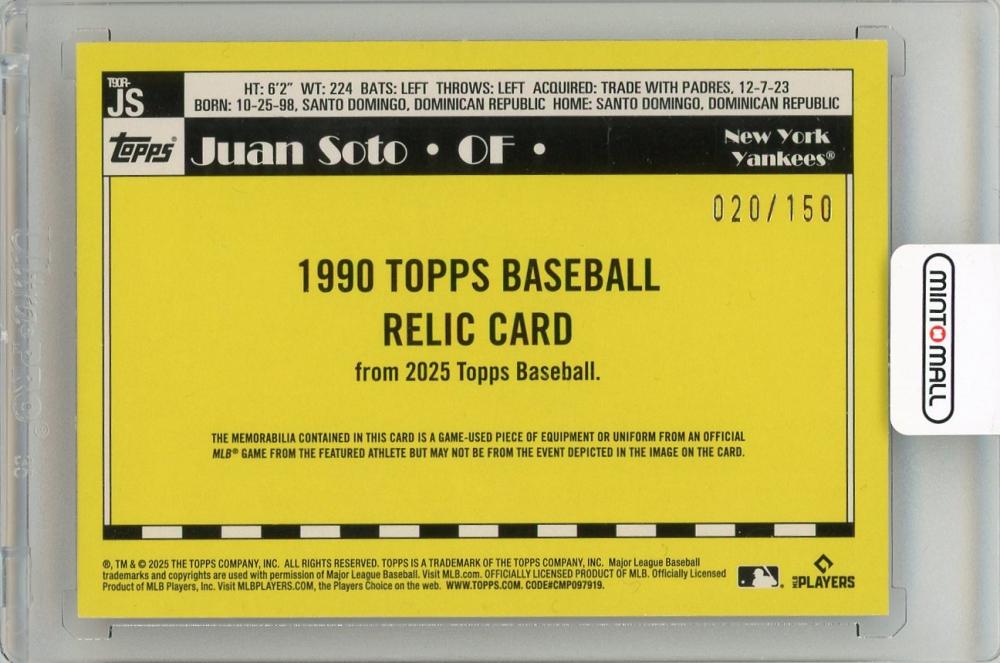 T90R-
JS
HT: 6'2" WT: 224 BATS: LEFT THROWS: LEFT ACQUIRED: TRADE WITH PADRES, 12-7-23
BORN: 10-25-98, SANTO DOMINGO, DOMINICAN REPUBLIC HOME: SANTO DOMINGO, DOMINICAN REPUBLIC
topps®
Juan Soto • OF •
New York
Yankees®
020/150
1990 TOPPS BASEBALL
RELIC CARD
from 2025 Topps Baseball.
THE MEMORABILIA CONTAINED IN THIS CARD IS A GAME-USED PIECE OF EQUIPMENT OR UNIFORM FROM AN OFFICIAL
MLB® GAME FROM THE FEATURED ATHLETE BUT MAY NOT BE FROM THE EVENT DEPICTED IN THE IMAGE ON THE CARD.
®, TM & © 2025 THE TOPPS COMPANY, INC. ALL RIGHTS RESERVED. TOPPS IS A TRADEMARK OF THE TOPPS COMPANY, INC. Major League Baseball
trademarks and copyrights are used with permission of Major League Baseball. Visit MLB.com. OFFICIALLY LICENSED PRODUCT OF MLB. Officially Licensed
Product of MLB Players, Inc. Visit MLBPLAYERS.COM, the Players Choice on the web. WWW.TOPPS.COM. CODE#CMP097919.
MLB PLAYERS
MINT MALL